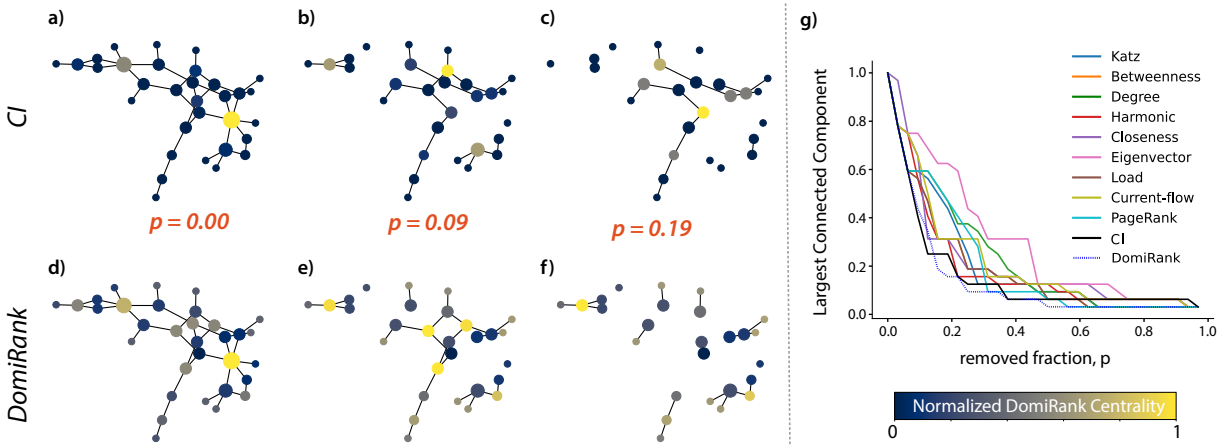 a)
b)
c)
g)
CI
p = 0.00
p = 0.09
p = 0.19
d)
e)
f)
DomiRank
Largest Connected Component
1.0
0.8
0.6
0.4
0.2
0.0
0.0 0.2 0.4 0.6 0.8 1.0
removed fraction, p
Katz
Betweenness
Degree
Harmonic
Closeness
Eigenvector
Load
Current-flow
PageRank
CI
DomiRank
Normalized DomiRank Centrality
0 1